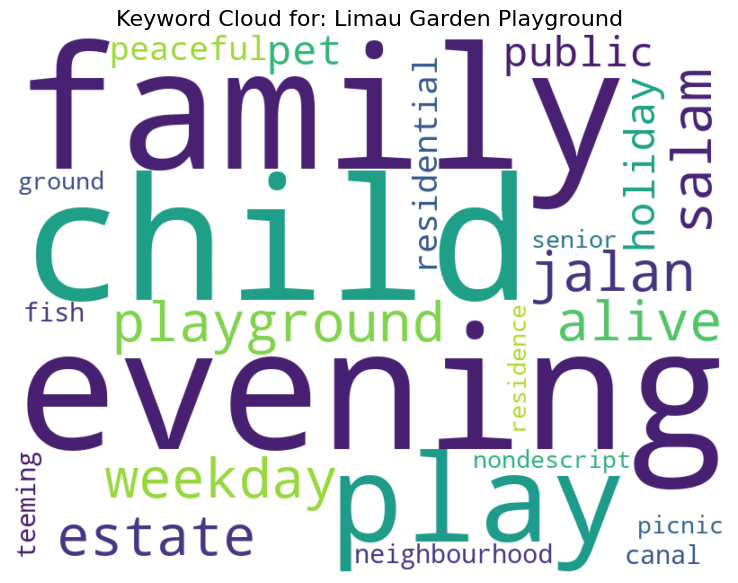 Keyword Cloud for: Limau Garden Playground
peaceful
pet
public
family
residential
holiday
salam
ground
child
senior
jalan
fish
playground
residence
alive
evening
teeming
weekday
play
nondescript
estate
neighbourhood
picnic
canal